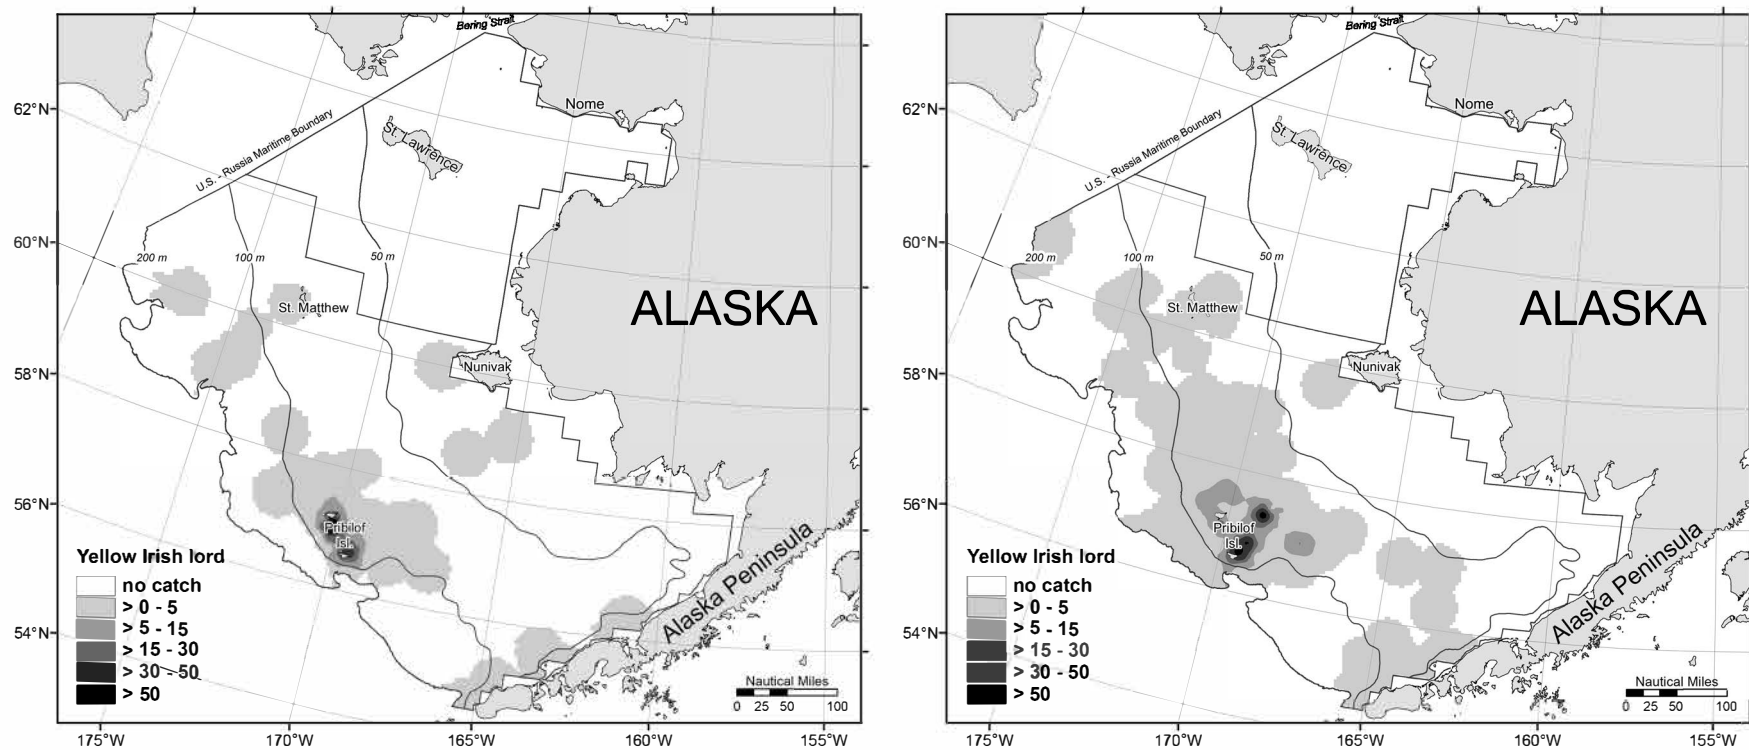 Bering Strait
62°N
Nome
St. Lawrence
U.S. - Russia Maritime Boundary
60°N
200 m
100 m
50 m
St. Matthew
ALASKA
58°N
Nunivak
56°N
Pribilof
Isl.
Yellow Irish lord
no catch
> 0 - 5
> 5 - 15
> 15 - 30
> 30 - 50
> 50
54°N
Alaska Peninsula
Nautical Miles
0 25 50 100
175°W 170°W 165°W 160°W 155°W
Bering Strait
62°N
Nome
St. Lawrence
U.S. - Russia Maritime Boundary
60°N
200 m
100 m
50 m
St. Matthew
ALASKA
58°N
Nunivak
56°N
Pribilof
Isl.
Yellow Irish lord
no catch
> 0 - 5
> 5 - 15
> 15 - 30
> 30 - 50
> 50
54°N
Alaska Peninsula
Nautical Miles
0 25 50 100
175°W 170°W 165°W 160°W 155°W